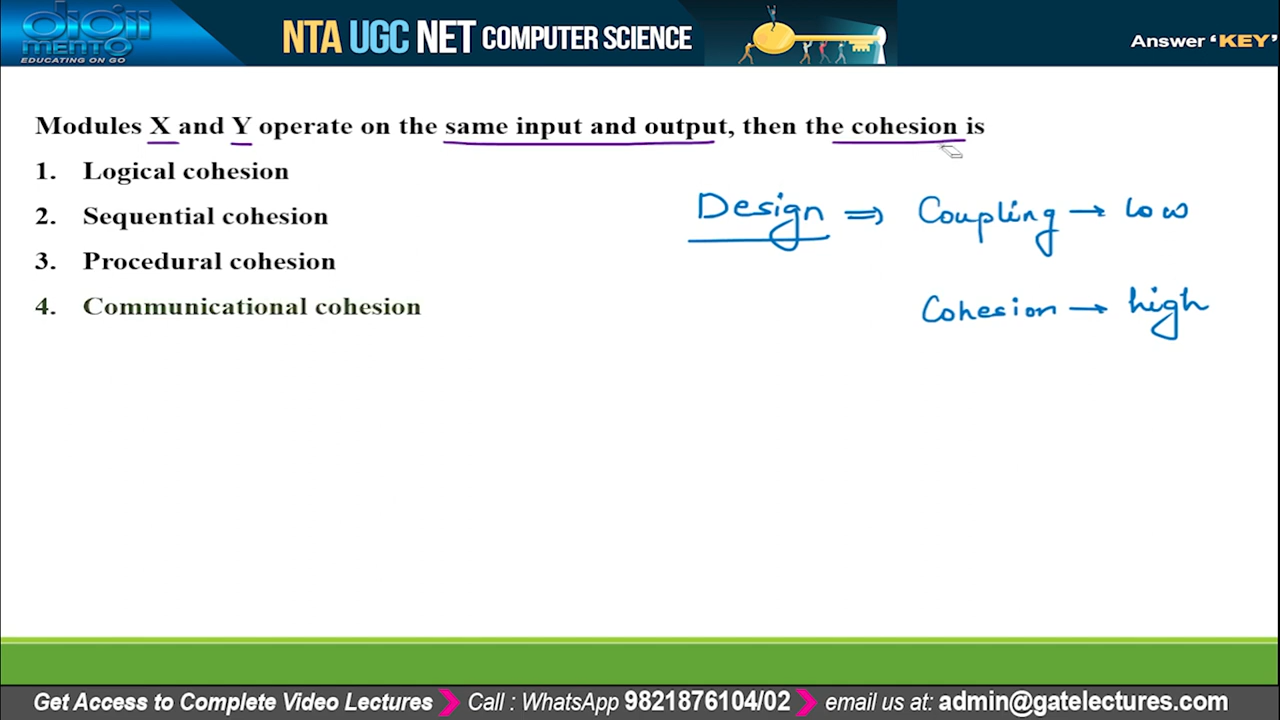 digii
MENTO
EDUCATING ON GO
NTA UGC NET COMPUTER SCIENCE
Answer ‘KEY’
Modules X and Y operate on the same input and output, then the cohesion is
1. Logical cohesion
2. Sequential cohesion
3. Procedural cohesion
4. Communicational cohesion
Design ⇒ Coupling → low
Cohesion → high
Get Access to Complete Video Lectures Call : WhatsApp 9821876104/02 email us at: admin@gatelectures.com